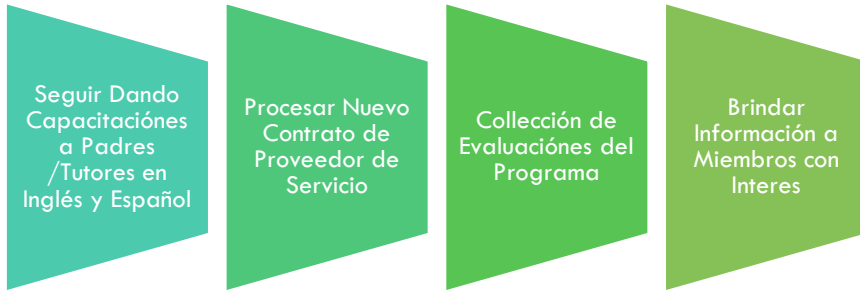 Seguir Dando
Capacitaciónes
a Padres
/Tutores en
Inglés y Español
Procesar Nuevo
Contrato de
Proveedor de
Servicio
Collección de
Evaluaciónes del
Programa
Brindar
Información a
Miembros con
Interes